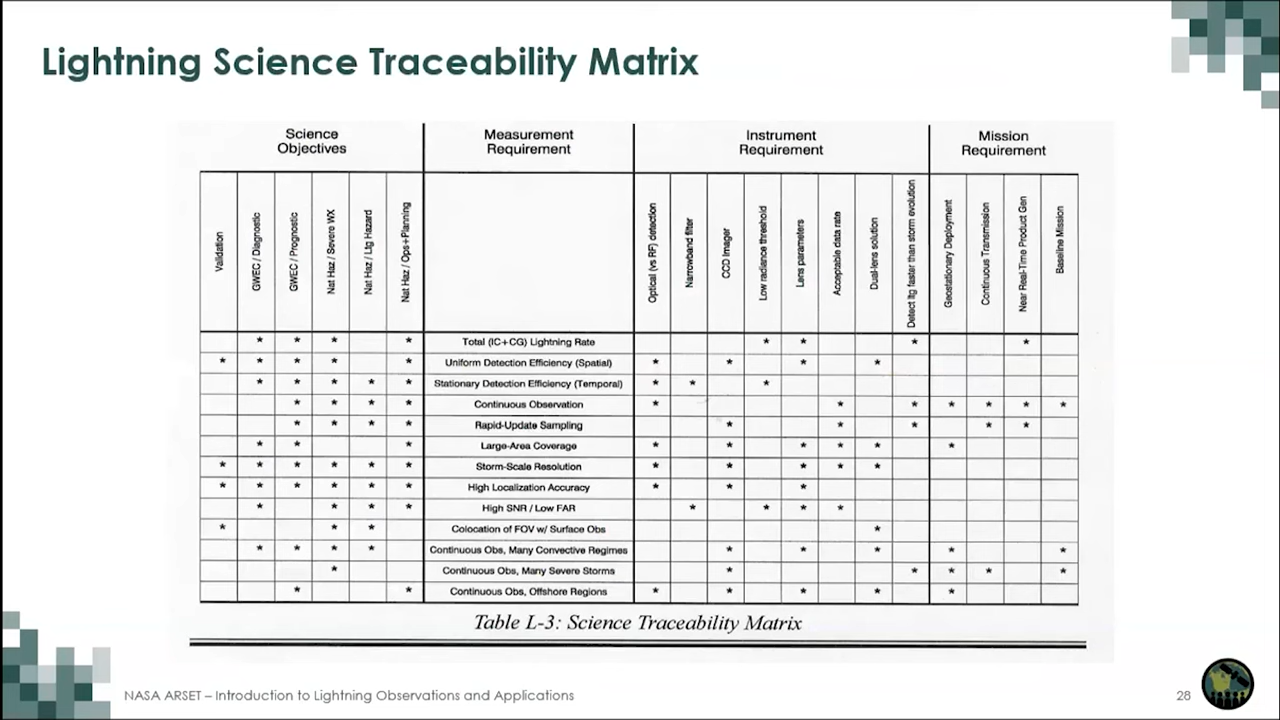 Lightning Science Traceability Matrix
Science Objectives Measurement Requirement Instrument Requirement Mission Requirement
Validation GWEC / Diagnostic GWEC / Prognostic Nat Haz / Severe WX Nat Haz / Ltg Hazard Nat Haz / Ops+Planning Optical (vs RF) detection Narrowband filter CCD Imager Low radiance threshold Lens parameters Acceptable data rate Dual-lens solution Detect ltg faster than storm evolution Geostationary Deployment Continuous Transmission Near Real-Time Product Gen Baseline Mission
* * * * Total (IC+CG) Lightning Rate * * * *
* * * * * Uniform Detection Efficiency (Spatial) * * * *
* * * * * Stationary Detection Efficiency (Temporal) * * *
* * * * Continuous Observation * * * * * * *
* * * * Rapid-Update Sampling * * * * *
* * * Large-Area Coverage * * * * * *
* * * * * * Storm-Scale Resolution * * * * *
* * * * * * High Localization Accuracy * * *
* * * * High SNR / Low FAR * * * *
* * * Colocation of FOV w/ Surface Obs *
* * * * Continuous Obs, Many Convective Regimes * * * * *
* Continuous Obs, Many Severe Storms * * * * *
* * Continuous Obs, Offshore Regions * * * * *
Table L-3: Science Traceability Matrix
NASA ARSET – Introduction to Lightning Observations and Applications
28